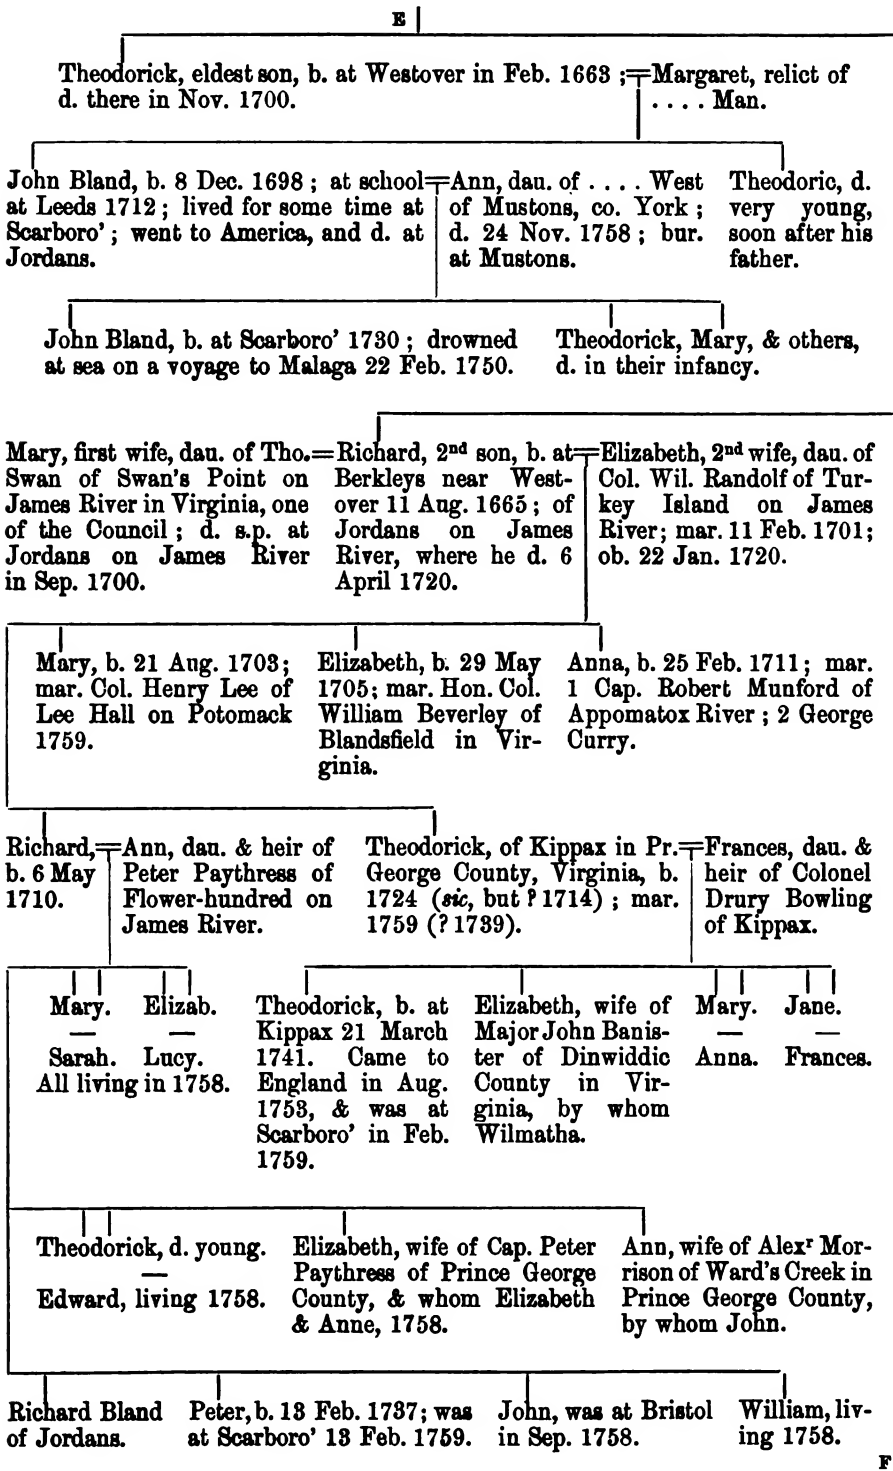 E
Theodorick, eldest son, b. at Westover in Feb. 1663 ;
d. there in Nov. 1700.
Margaret, relict of
. . . . Man.
John Bland, b. 8 Dec. 1698 ; at school
at Leeds 1712 ; lived for some time at
Scarboro' ; went to America, and d. at
Jordans.
Ann, dau. of . . . . West
of Mustons, co. York ;
d. 24 Nov. 1758 ; bur.
at Mustons.
Theodoric, d.
very young,
soon after his
father.
John Bland, b. at Scarboro' 1730 ; drowned
at sea on a voyage to Malaga 22 Feb. 1750.
Theodorick, Mary, & others,
d. in their infancy.
Mary, first wife, dau. of Tho.
Swan of Swan's Point on
James River in Virginia, one
of the Council ; d. s.p. at
Jordans on James River
in Sep. 1700.
=
Richard, 2nd son, b. at
Berkleys near West-
over 11 Aug. 1665 ; of
Jordans on James
River, where he d. 6
April 1720.
Elizabeth, 2nd wife, dau. of
Col. Wil. Randolf of Tur-
key Island on James
River; mar. 11 Feb. 1701;
ob. 22 Jan. 1720.
Mary, b. 21 Aug. 1703;
mar. Col. Henry Lee of
Lee Hall on Potomack
1759.
Elizabeth, b. 29 May
1705; mar. Hon. Col.
William Beverley of
Blandsfield in Vir-
ginia.
Anna, b. 25 Feb. 1711; mar.
1 Cap. Robert Munford of
Appomatox River ; 2 George
Curry.
Richard,
b. 6 May
1710.
Ann, dau. & heir of
Peter Paythress of
Flower-hundred on
James River.
Theodorick, of Kippax in Pr.
George County, Virginia, b.
1724 (sic, but ? 1714) ; mar.
1759 (? 1739).
Frances, dau. &
heir of Colonel
Drury Bowling
of Kippax.
Mary.
—
Sarah.
Elizab.
—
Lucy.
All living in 1758.
Theodorick, b. at
Kippax 21 March
1741. Came to
England in Aug.
1753, & was at
Scarboro' in Feb.
1759.
Elizabeth, wife of
Major John Banis-
ter of Dinwiddic
County in Vir-
ginia, by whom
Wilmatha.
Mary.
—
Anna.
Jane.
—
Frances.
Theodorick, d. young.
—
Edward, living 1758.
Elizabeth, wife of Cap. Peter
Paythress of Prince George
County, & whom Elizabeth
& Anne, 1758.
Ann, wife of Alexr Mor-
rison of Ward's Creek in
Prince George County,
by whom John.
Richard Bland
of Jordans.
Peter, b. 13 Feb. 1737; was
at Scarboro' 13 Feb. 1759.
John, was at Bristol
in Sep. 1758.
William, liv-
ing 1758.
F